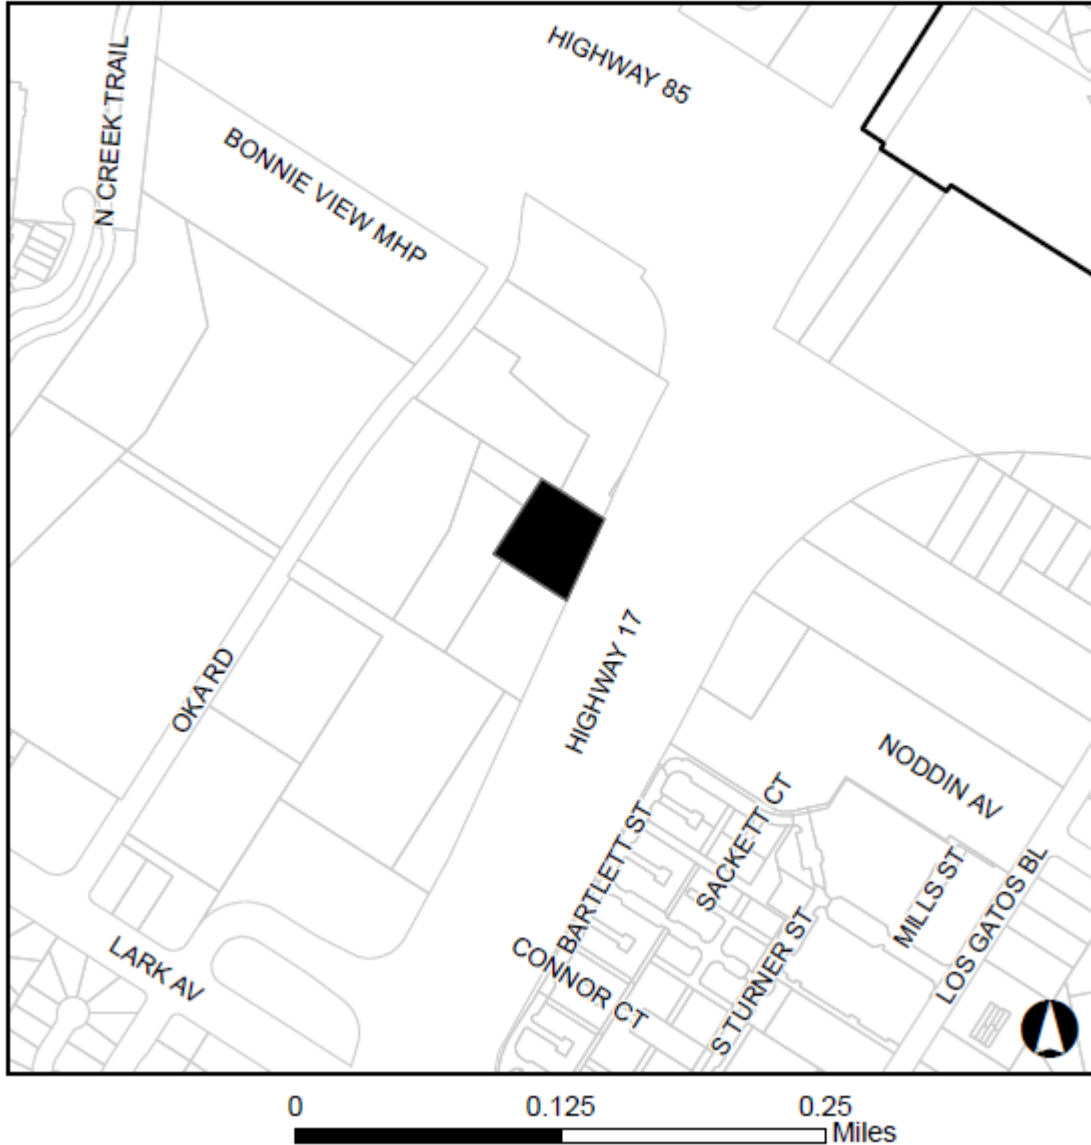 HIGHWAY 85
N CREEK TRAIL
BONNIE VIEW MHP
OKA RD
HIGHWAY 17
NODDIN AV
SACKETT CT
BARTLETT ST
MILLS ST
LOS GATOS BL
S TURNER ST
CONNOR CT
LARK AV
0 0.125 0.25
Miles